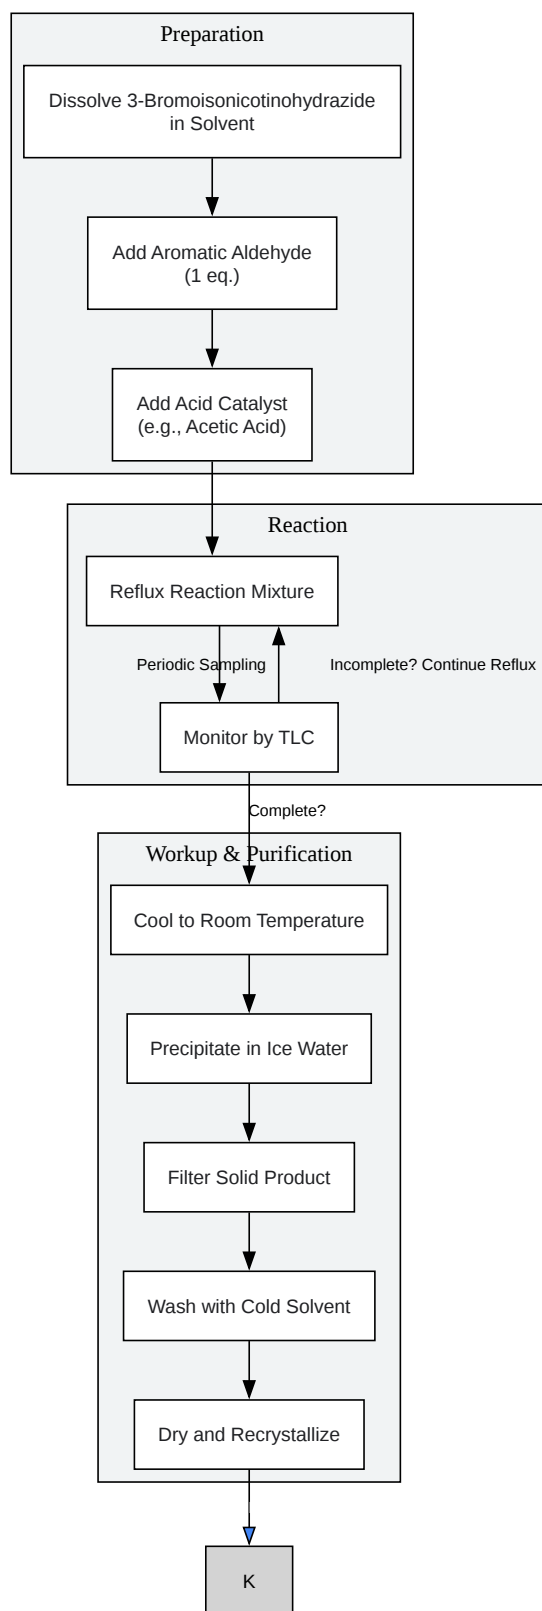 Preparation
Dissolve 3-Bromoisonicotinohydrazide
in Solvent
Add Aromatic Aldehyde
(1 eq.)
Add Acid Catalyst
(e.g., Acetic Acid)
Reaction
Reflux Reaction Mixture
Periodic Sampling
Incomplete? Continue Reflux
Monitor by TLC
Complete?
Workup & Purification
Cool to Room Temperature
Precipitate in Ice Water
Filter Solid Product
Wash with Cold Solvent
Dry and Recrystallize
K